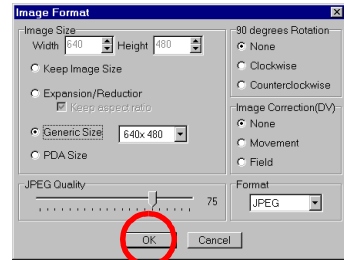 Image Format
Image Size
Width 640 Height 480
Keep Image Size
Expansion/Reductior
Keep aspect ratio
Generic Size 640x 480
PDA Size
90 degrees Rotation
None
Clockwise
Counterclockwise
Image Correction(DV)
None
Movement
Field
JPEG Quality
75
Format
JPEG
OK Cancel